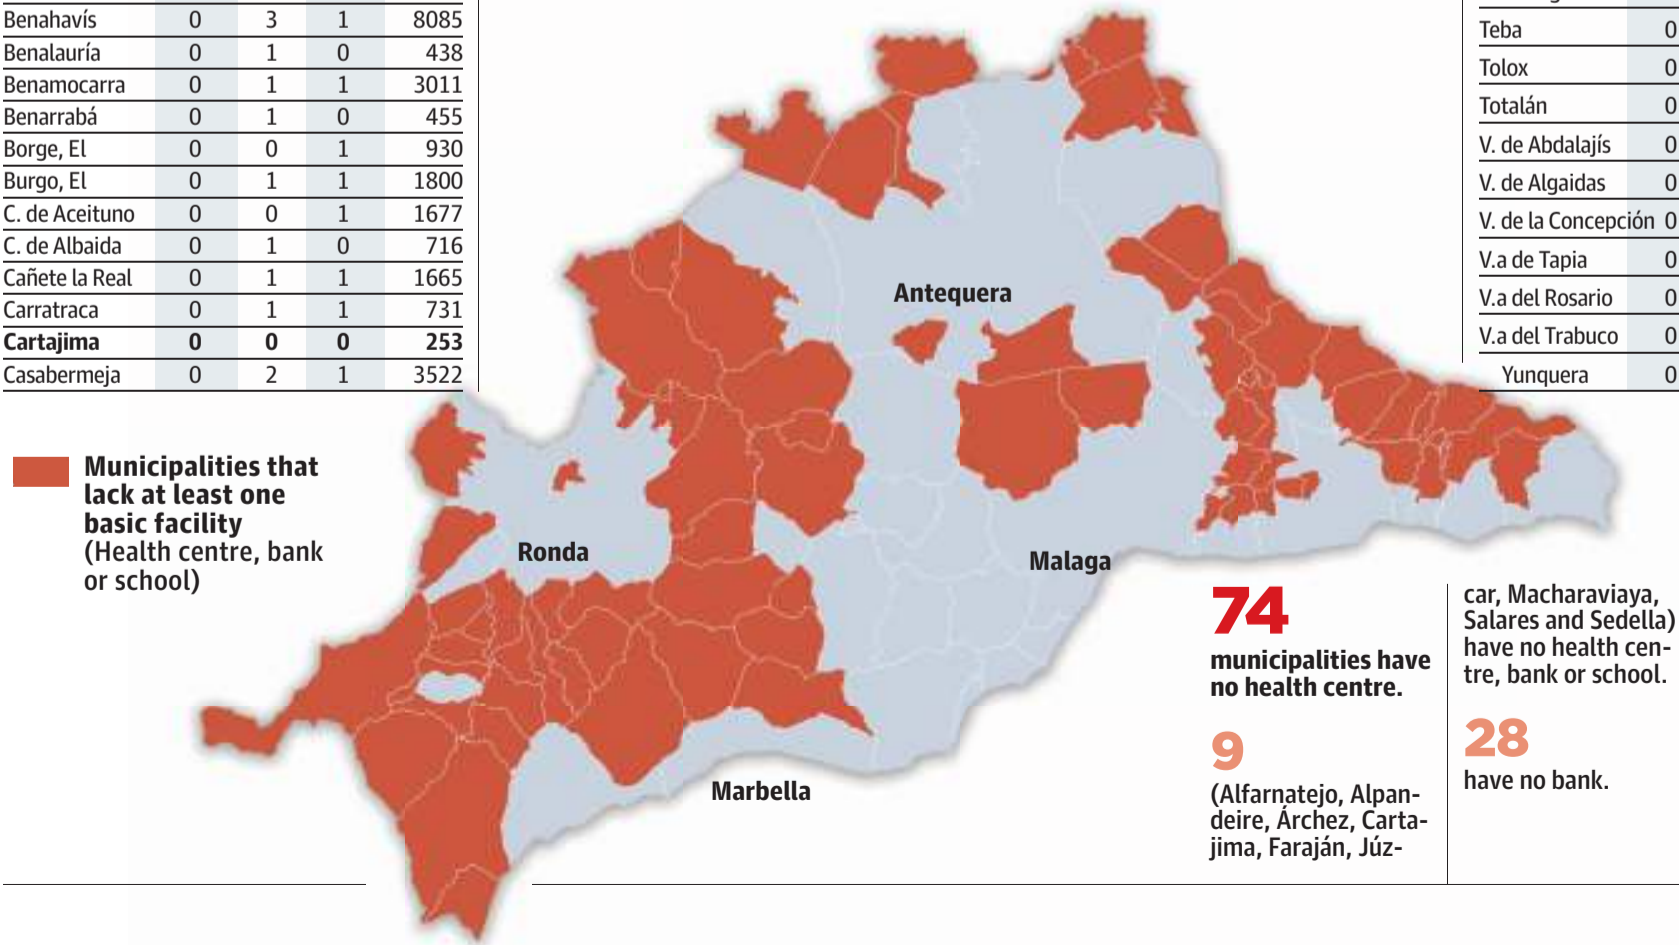 Benahavís 0 3 1 8085
Benalauría 0 1 0 438
Benamocarra 0 1 1 3011
Benarrabá 0 1 0 455
Borge, El 0 0 1 930
Burgo, El 0 1 1 1800
C. de Aceituno 0 0 1 1677
C. de Albaida 0 1 0 716
Cañete la Real 0 1 1 1665
Carratraca 0 1 1 731
Cartajima 0 0 0 253
Casabermeja 0 2 1 3522
Teba 0
Tolox 0
Totalán 0
V. de Abdalajís 0
V. de Algaidas 0
V. de la Concepción 0
V.a de Tapia 0
V.a del Rosario 0
V.a del Trabuco 0
Yunquera 0
Municipalities that
lack at least one
basic facility
(Health centre, bank
or school)
Antequera
Ronda
Malaga
Marbella
74
municipalities have
no health centre.
9
(Alfarnatejo, Alpan-
deire, Árchez, Carta-
jima, Faraján, Júz-
car, Macharaviaya,
Salares and Sedella)
have no health cen-
tre, bank or school.
28
have no bank.